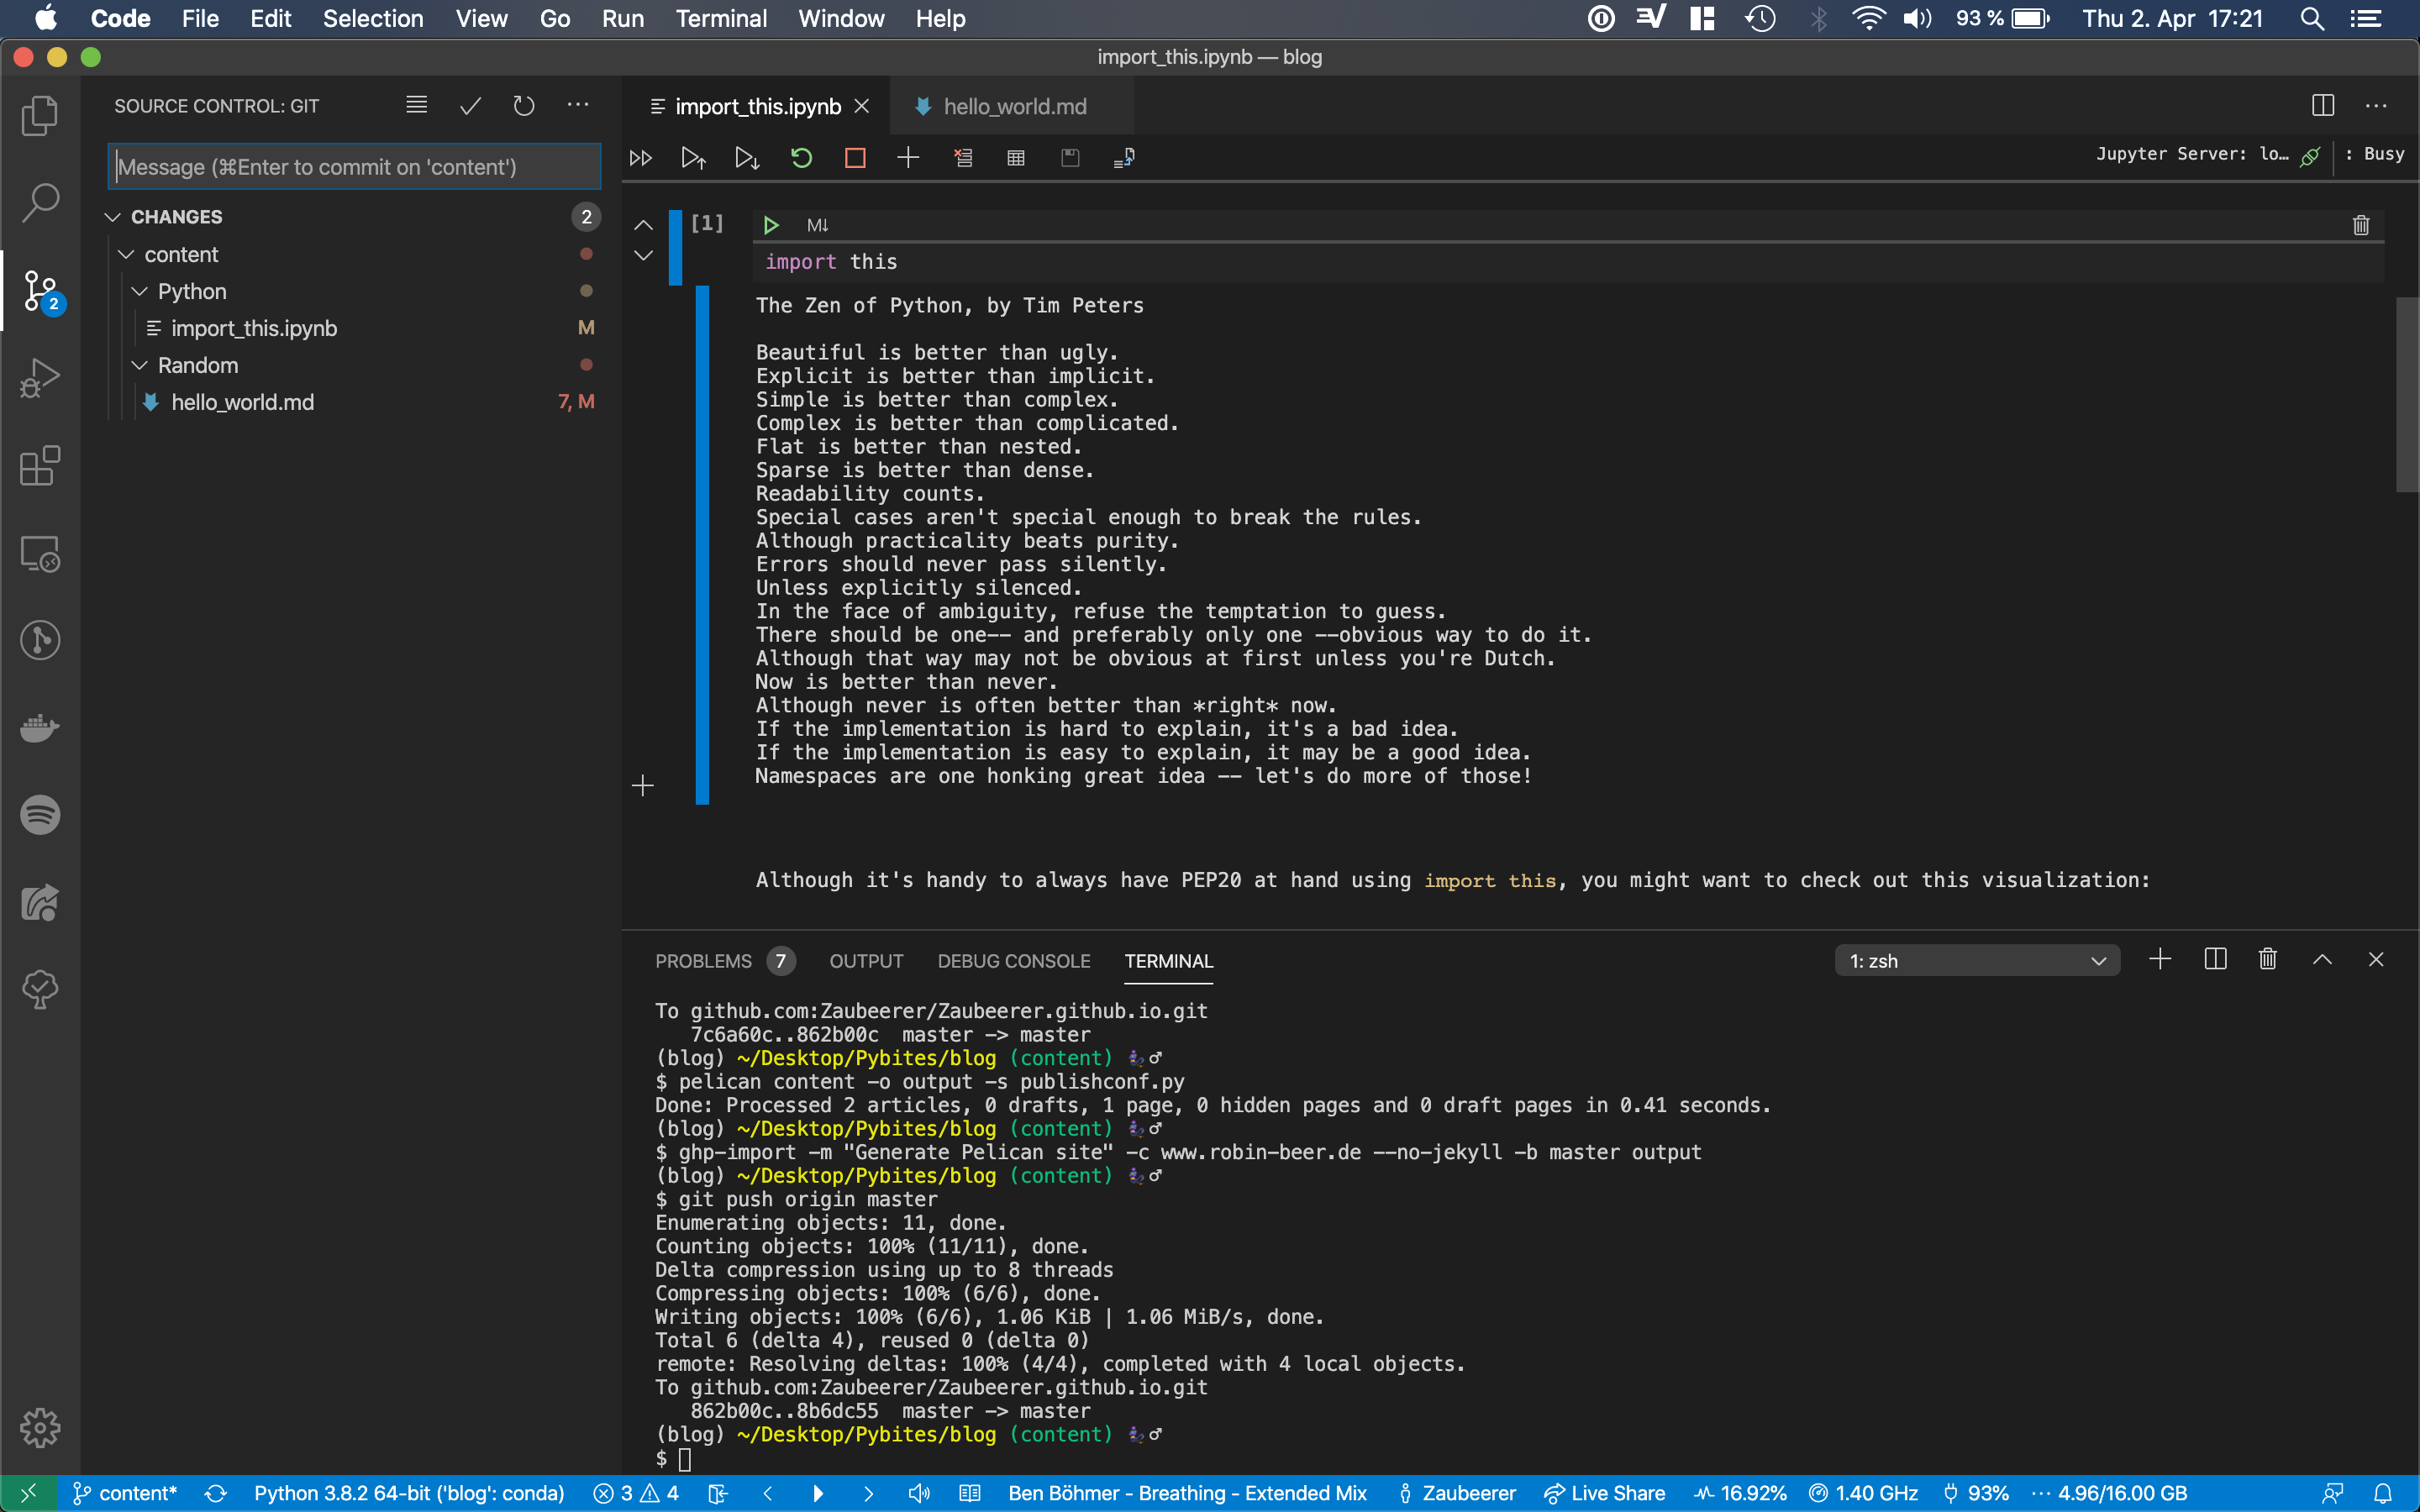 Code File Edit Selection View Go Run Terminal Window Help 93 % Thu 2. Apr 17:21
import_this.ipynb — blog
SOURCE CONTROL: GIT
Message (⌘Enter to commit on 'content')
CHANGES 2
content
Python
import_this.ipynb M
Random
hello_world.md 7, M
2
import_this.ipynb hello_world.md
Jupyter Server: lo… : Busy
[1] M↓
import this
The Zen of Python, by Tim Peters
Beautiful is better than ugly.
Explicit is better than implicit.
Simple is better than complex.
Complex is better than complicated.
Flat is better than nested.
Sparse is better than dense.
Readability counts.
Special cases aren't special enough to break the rules.
Although practicality beats purity.
Errors should never pass silently.
Unless explicitly silenced.
In the face of ambiguity, refuse the temptation to guess.
There should be one-- and preferably only one --obvious way to do it.
Although that way may not be obvious at first unless you're Dutch.
Now is better than never.
Although never is often better than *right* now.
If the implementation is hard to explain, it's a bad idea.
If the implementation is easy to explain, it may be a good idea.
Namespaces are one honking great idea -- let's do more of those!
Although it's handy to always have PEP20 at hand using import this, you might want to check out this visualization:
PROBLEMS 7 OUTPUT DEBUG CONSOLE TERMINAL 1: zsh
To github.com:Zaubeerer/Zaubeerer.github.io.git
7c6a60c..862b00c master -> master
(blog) ~/Desktop/Pybites/blog (content) 🧞♂
$ pelican content -o output -s publishconf.py
Done: Processed 2 articles, 0 drafts, 1 page, 0 hidden pages and 0 draft pages in 0.41 seconds.
(blog) ~/Desktop/Pybites/blog (content) 🧞♂
$ ghp-import -m "Generate Pelican site" -c www.robin-beer.de --no-jekyll -b master output
(blog) ~/Desktop/Pybites/blog (content) 🧞♂
$ git push origin master
Enumerating objects: 11, done.
Counting objects: 100% (11/11), done.
Delta compression using up to 8 threads
Compressing objects: 100% (6/6), done.
Writing objects: 100% (6/6), 1.06 KiB | 1.06 MiB/s, done.
Total 6 (delta 4), reused 0 (delta 0)
remote: Resolving deltas: 100% (4/4), completed with 4 local objects.
To github.com:Zaubeerer/Zaubeerer.github.io.git
862b00c..8b6dc55 master -> master
(blog) ~/Desktop/Pybites/blog (content) 🧞♂
$
content* Python 3.8.2 64-bit ('blog': conda) 3 4 Ben Böhmer - Breathing - Extended Mix Zaubeerer Live Share 16.92% 1.40 GHz 93% ··· 4.96/16.00 GB